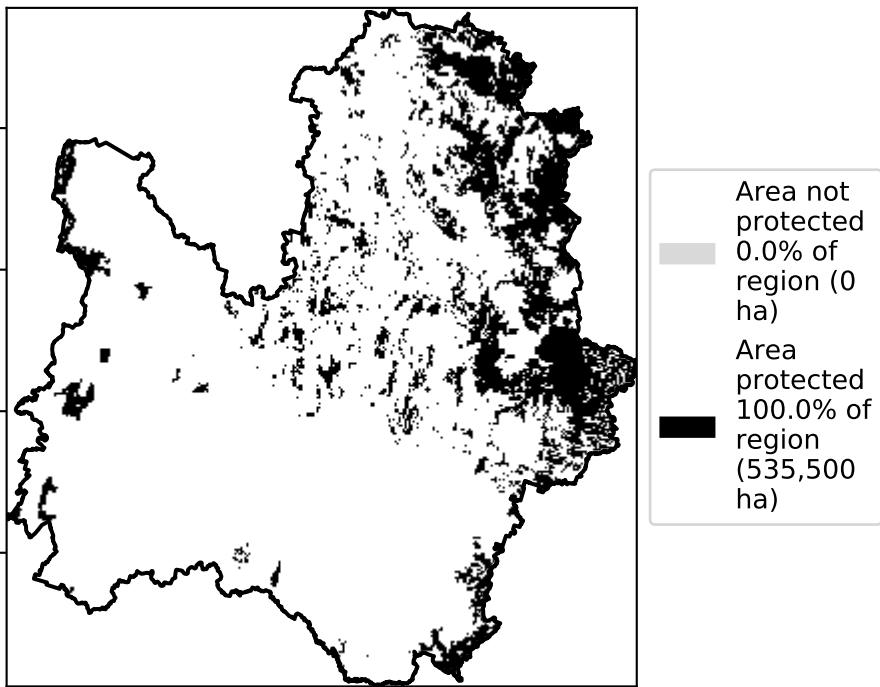 Area not
protected
0.0% of
region (0
ha)
Area
protected
100.0% of
region
(535,500
ha)